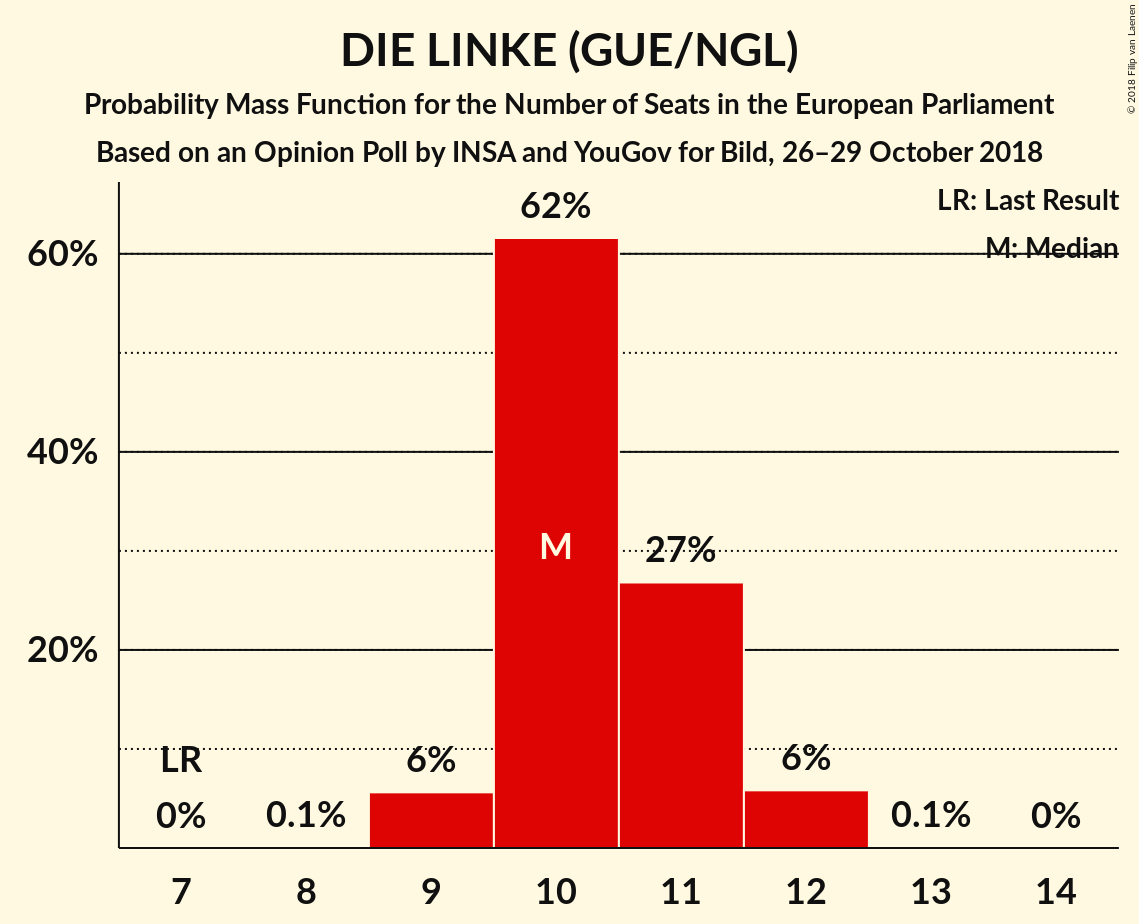 DIE LINKE (GUE/NGL)
Probability Mass Function for the Number of Seats in the European Parliament
Based on an Opinion Poll by INSA and YouGov for Bild, 26–29 October 2018
© 2018 Filip van Laenen
LR: Last Result
M: Median
62%
60%
40%
M
27%
20%
LR
6%
6%
0%
0.1%
0.1%
0%
7 8 9 10 11 12 13 14